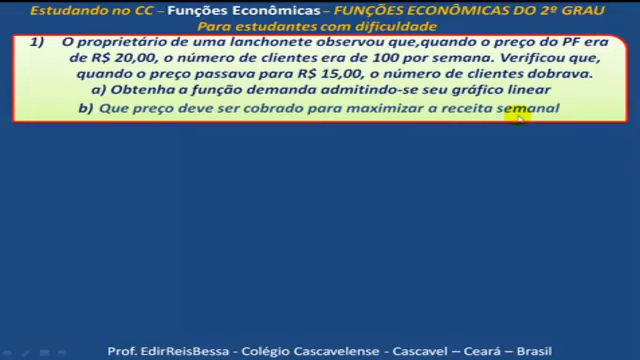 Estudando no CC – Funções Econômicas – FUNÇÕES ECONÔMICAS DO 2º GRAU
Para estudantes com dificuldade
1) O proprietário de uma lanchonete observou que,quando o preço do PF era
de R$ 20,00, o número de clientes era de 100 por semana. Verificou que,
quando o preço passava para R$ 15,00, o número de clientes dobrava.
a) Obtenha a função demanda admitindo-se seu gráfico linear
b) Que preço deve ser cobrado para maximizar a receita semanal
Prof. EdirReisBessa - Colégio Cascavelense - Cascavel – Ceará – Brasil